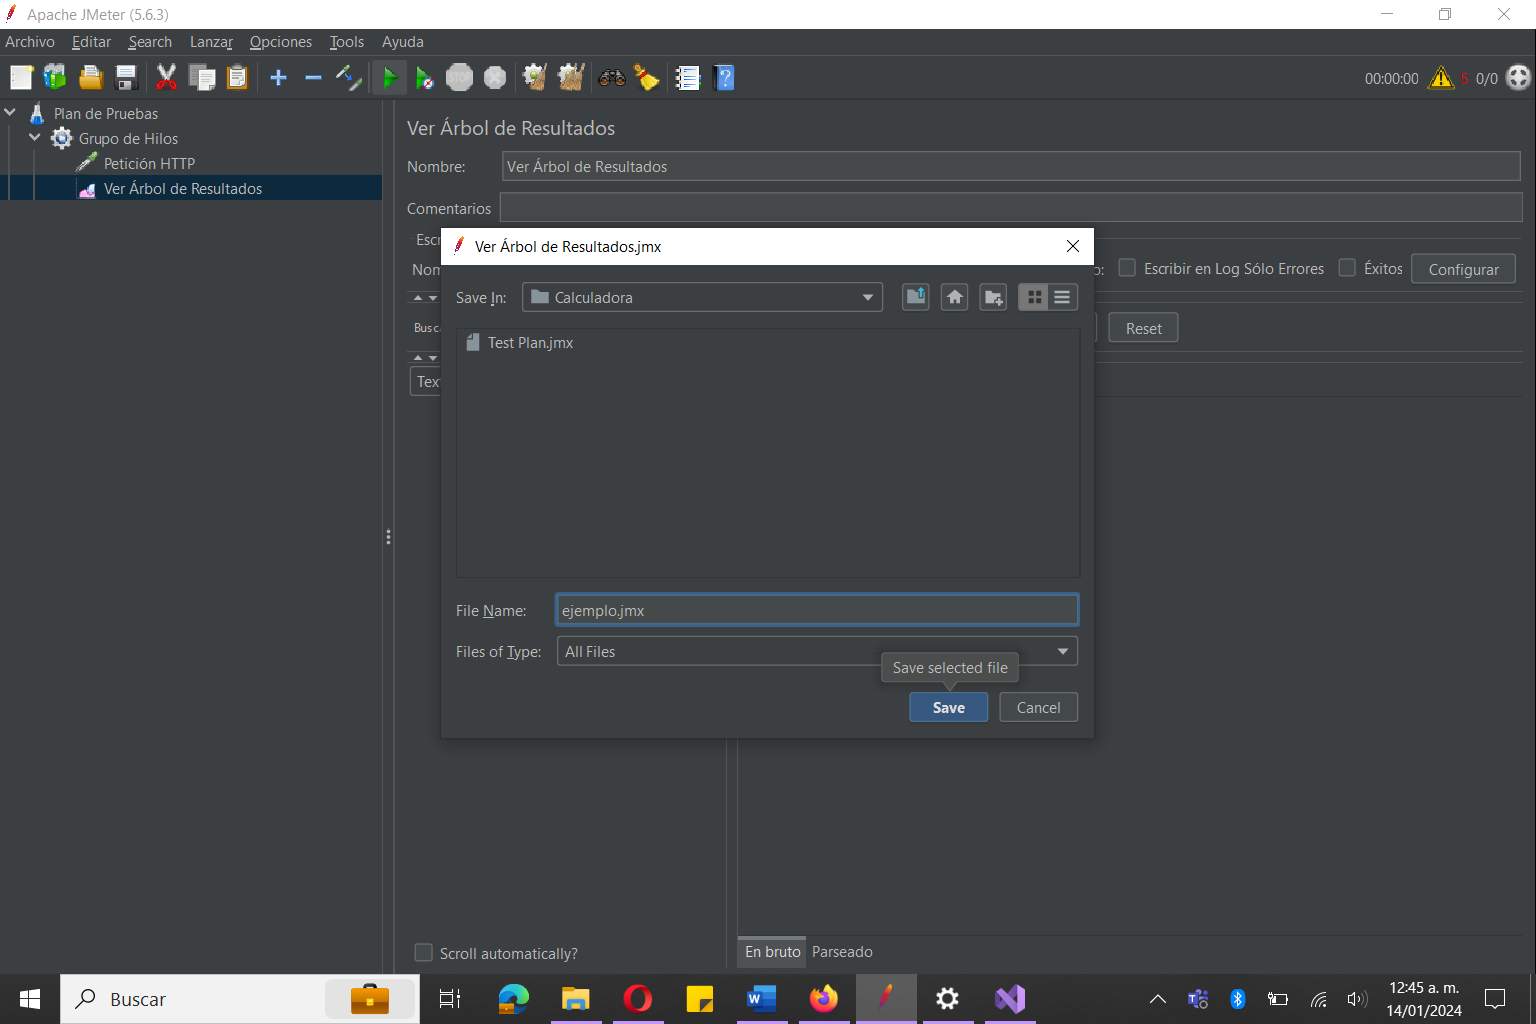 Apache JMeter (5.6.3)
Archivo Editar Search Lanzar Opciones Tools Ayuda
STOP 00:00:00 5 0/0
Plan de Pruebas
Grupo de Hilos
Petición HTTP
Ver Árbol de Resultados
Ver Árbol de Resultados
Nombre: Ver Árbol de Resultados
Comentarios
Escr
Nom o: Escribir en Log Sólo Errores Éxitos Configurar
Busca Reset
Tex
Ver Árbol de Resultados.jmx
Save In: Calculadora
Test Plan.jmx
File Name: ejemplo.jmx
Files of Type: All Files
Save selected file
Save Cancel
Scroll automatically? En bruto Parseado
Buscar
12:45 a. m.
14/01/2024